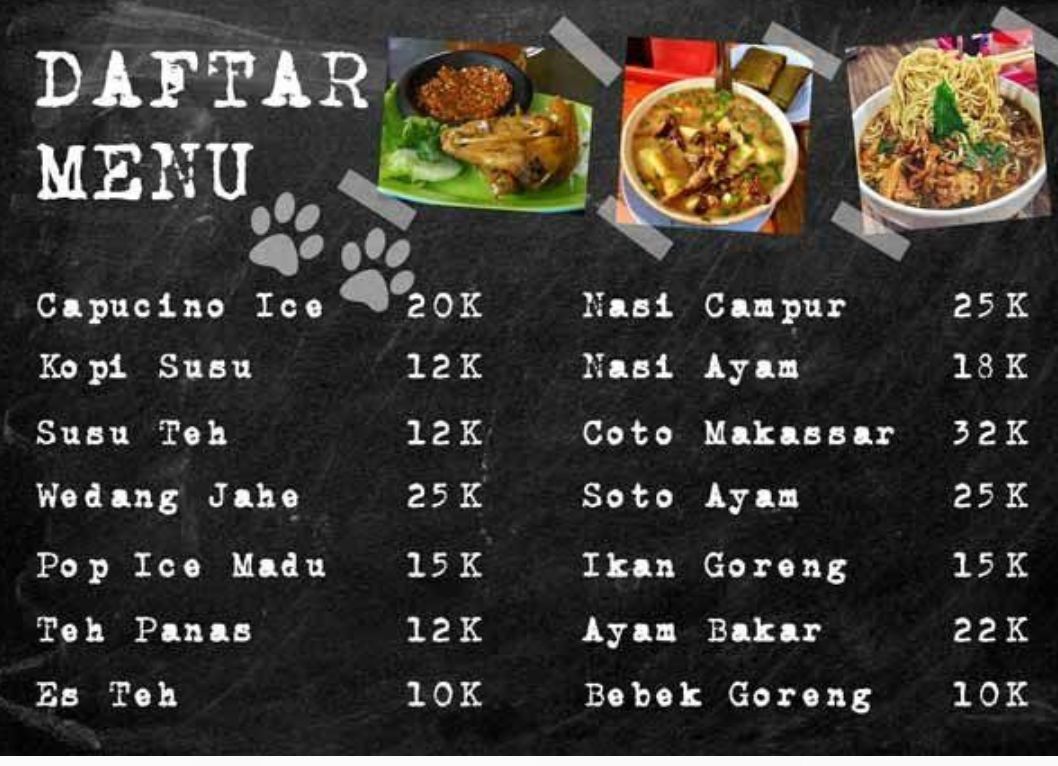 DAFTAR
MENU
Capucino Ice 20K
Kopi Susu 12K
Susu Teh 12K
Wedang Jahe 25K
Pop Ice Madu 15K
Teh Panas 12K
Es Teh 10K
Nasi Campur 25K
Nasi Ayam 18K
Coto Makassar 32K
Soto Ayam 25K
Ikan Goreng 15K
Ayam Bakar 22K
Bebek Goreng 10K